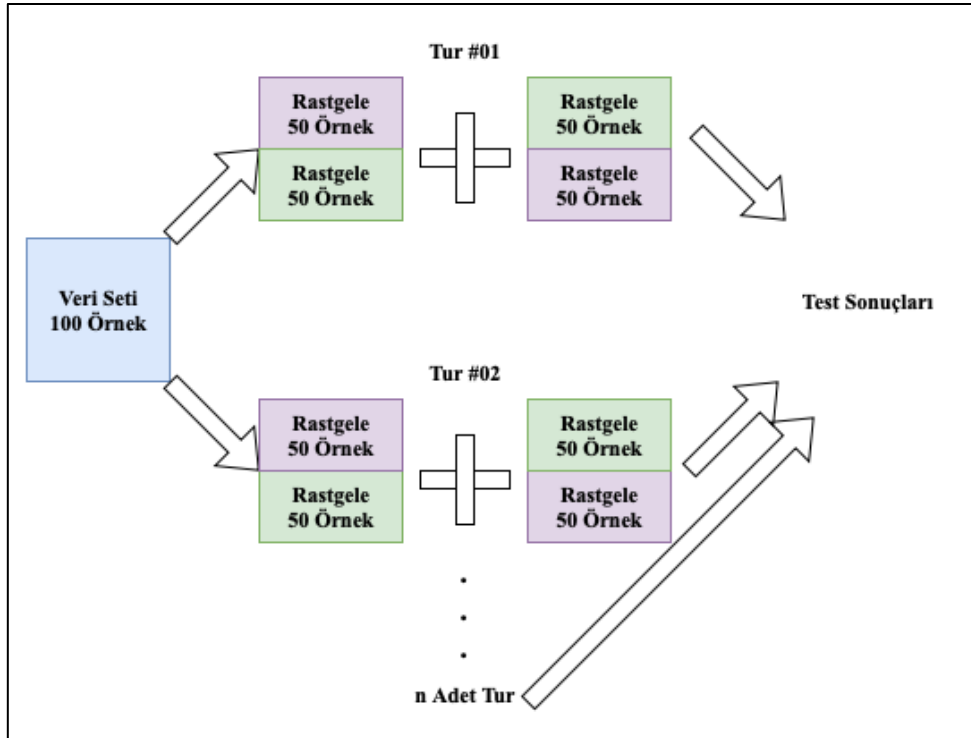 Tur #01
Rastgele
50 Örnek
Rastgele
50 Örnek
Rastgele
50 Örnek
Rastgele
50 Örnek
Veri Seti
100 Örnek
Test Sonuçları
Tur #02
Rastgele
50 Örnek
Rastgele
50 Örnek
Rastgele
50 Örnek
Rastgele
50 Örnek
.
.
.
n Adet Tur